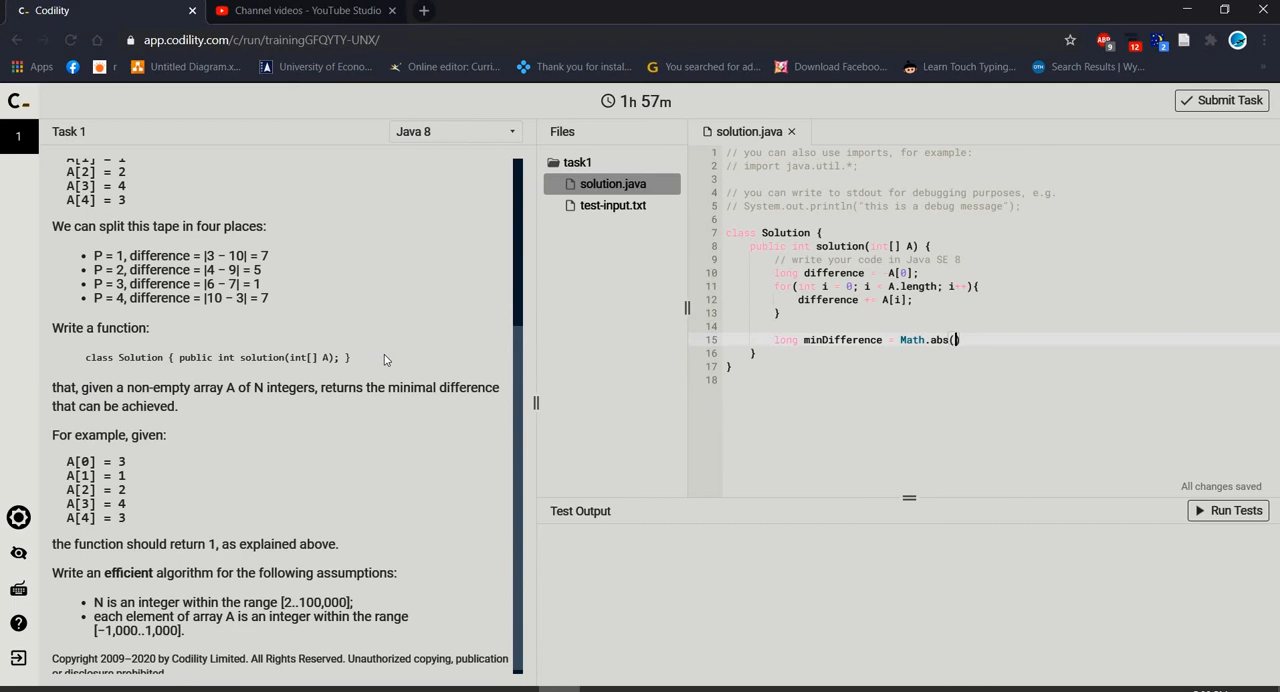 Codility
Channel videos - YouTube Studio
app.codility.com/c/run/trainingGFQYTY-UNX/
ABP
9
12
2
Apps
r
Untitled Diagram.x...
University of Econo...
Online editor: Curri...
Thank you for instal...
You searched for ad...
Download Faceboo...
Learn Touch Typing...
OTH
Search Results | Wy...
C_
1h 57m
Submit Task
1
Task 1
Java 8
Files
solution.java
A[1] = 1
A[2] = 2
A[3] = 4
A[4] = 3
We can split this tape in four places:
• P = 1, difference = |3 − 10| = 7
• P = 2, difference = |4 − 9| = 5
• P = 3, difference = |6 − 7| = 1
• P = 4, difference = |10 − 3| = 7
Write a function:
class Solution { public int solution(int[] A); }
that, given a non-empty array A of N integers, returns the minimal difference
that can be achieved.
For example, given:
A[0] = 3
A[1] = 1
A[2] = 2
A[3] = 4
A[4] = 3
the function should return 1, as explained above.
Write an efficient algorithm for the following assumptions:
• N is an integer within the range [2..100,000];
• each element of array A is an integer within the range
[−1,000..1,000].
Copyright 2009–2020 by Codility Limited. All Rights Reserved. Unauthorized copying, publication
or disclosure prohibited.
task1
solution.java
test-input.txt
1 // you can also use imports, for example:
2 // import java.util.*;
3
4 // you can write to stdout for debugging purposes, e.g.
5 // System.out.println("this is a debug message");
6
7 class Solution {
8 public int solution(int[] A) {
9 // write your code in Java SE 8
10 long difference = -A[0];
11 for(int i = 0; i < A.length; i++){
12 difference += A[i];
13 }
14
15 long minDifference = Math.abs()
16 }
17 }
18
All changes saved
Test Output
Run Tests